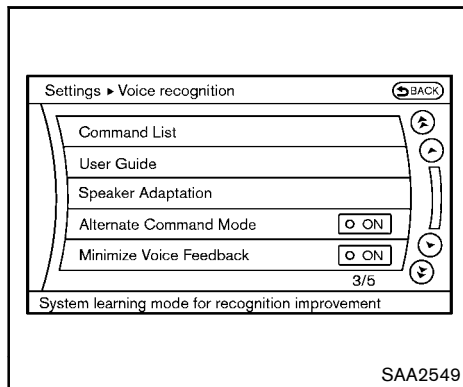 Settings ▸ Voice recognition BACK
Command List
User Guide
Speaker Adaptation
Alternate Command Mode ON
Minimize Voice Feedback ON
3/5
System learning mode for recognition improvement
SAA2549